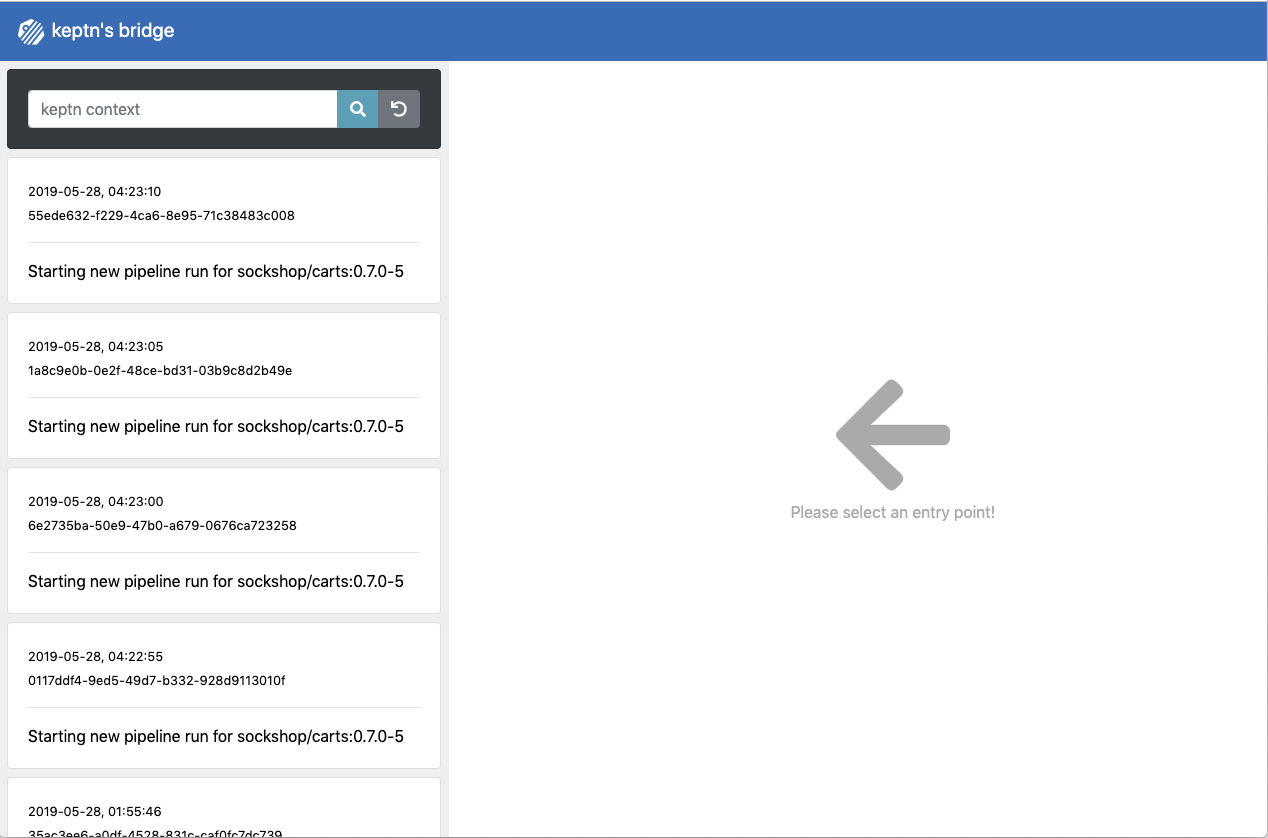 keptn's bridge
keptn context
2019-05-28, 04:23:10
55ede632-f229-4ca6-8e95-71c38483c008
Starting new pipeline run for sockshop/carts:0.7.0-5
2019-05-28, 04:23:05
1a8c9e0b-0e2f-48ce-bd31-03b9c8d2b49e
Starting new pipeline run for sockshop/carts:0.7.0-5
2019-05-28, 04:23:00
6e2735ba-50e9-47b0-a679-0676ca723258
Starting new pipeline run for sockshop/carts:0.7.0-5
2019-05-28, 04:22:55
0117ddf4-9ed5-49d7-b332-928d9113010f
Starting new pipeline run for sockshop/carts:0.7.0-5
2019-05-28, 01:55:46
35ac3ee6-a0df-4528-831c-caf0fc7dc739
Please select an entry point!